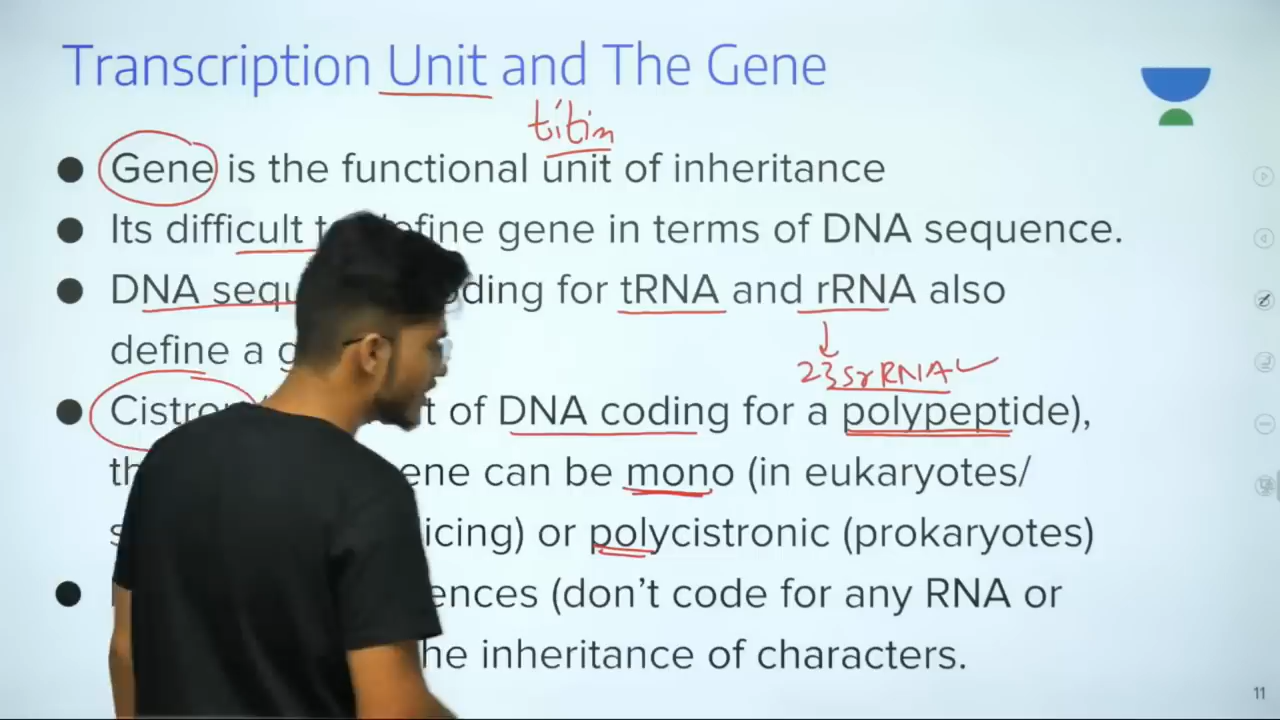 Transcription Unit and The Gene
titin
● Gene is the functional unit of inheritance
● Its difficult efine gene in terms of DNA sequence.
● DNA sequ ding for tRNA and rRNA also
23SrRNA
define a g
● Cistron t of DNA coding for a polypeptide),
th ene can be mono (in eukaryotes/
s icing) or polycistronic (prokaryotes)
● ences (don't code for any RNA or
he inheritance of characters.
11